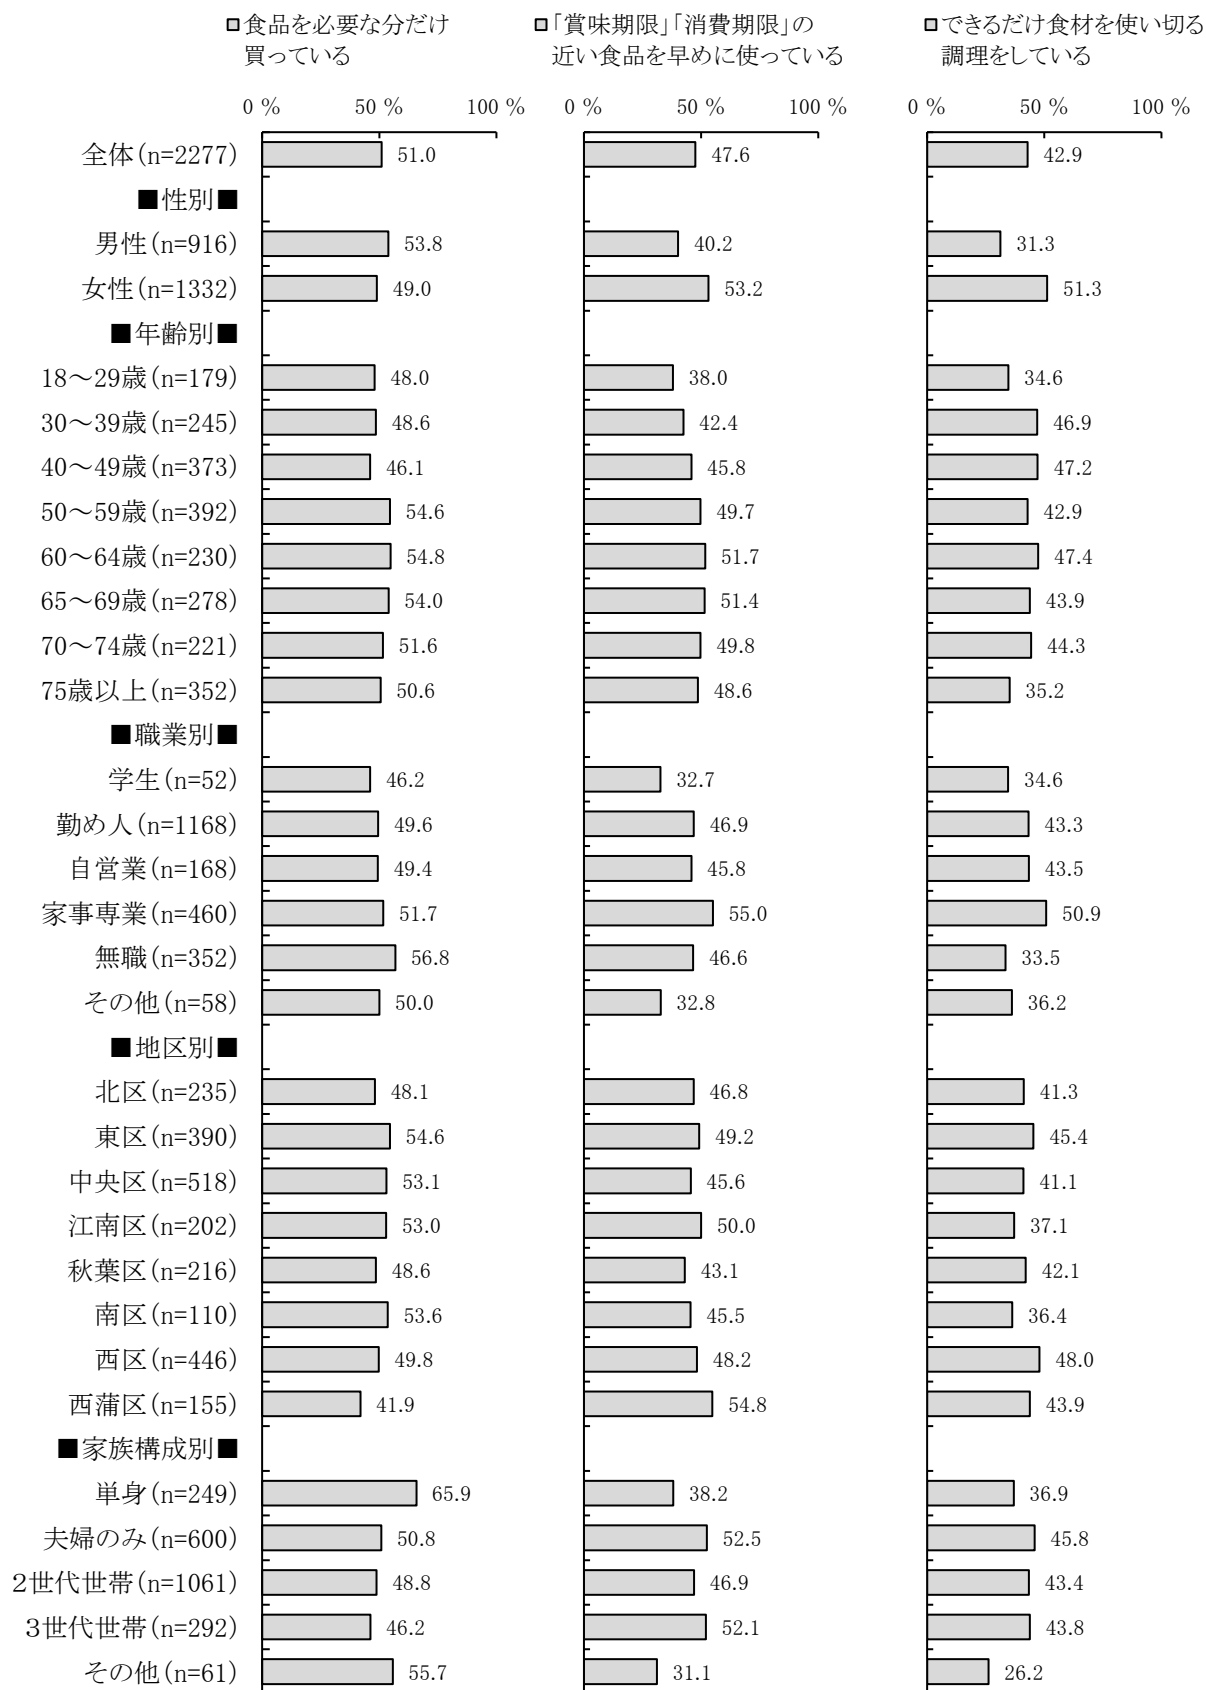 □食品を必要な分だけ
買っている
□「賞味期限」「消費期限」の
近い食品を早めに使っている
□できるだけ食材を使い切る
調理をしている
0 % 50 % 100 % 0 % 50 % 100 % 0 % 50 % 100 %
全体(n=2277) 51.0 47.6 42.9
■性別■
男性(n=916) 53.8 40.2 31.3
女性(n=1332) 49.0 53.2 51.3
■年齢別■
18～29歳(n=179) 48.0 38.0 34.6
30～39歳(n=245) 48.6 42.4 46.9
40～49歳(n=373) 46.1 45.8 47.2
50～59歳(n=392) 54.6 49.7 42.9
60～64歳(n=230) 54.8 51.7 47.4
65～69歳(n=278) 54.0 51.4 43.9
70～74歳(n=221) 51.6 49.8 44.3
75歳以上(n=352) 50.6 48.6 35.2
■職業別■
学生(n=52) 46.2 32.7 34.6
勤め人(n=1168) 49.6 46.9 43.3
自営業(n=168) 49.4 45.8 43.5
家事専業(n=460) 51.7 55.0 50.9
無職(n=352) 56.8 46.6 33.5
その他(n=58) 50.0 32.8 36.2
■地区別■
北区(n=235) 48.1 46.8 41.3
東区(n=390) 54.6 49.2 45.4
中央区(n=518) 53.1 45.6 41.1
江南区(n=202) 53.0 50.0 37.1
秋葉区(n=216) 48.6 43.1 42.1
南区(n=110) 53.6 45.5 36.4
西区(n=446) 49.8 48.2 48.0
西蒲区(n=155) 41.9 54.8 43.9
■家族構成別■
単身(n=249) 65.9 38.2 36.9
夫婦のみ(n=600) 50.8 52.5 45.8
２世代世帯(n=1061) 48.8 46.9 43.4
３世代世帯(n=292) 46.2 52.1 43.8
その他(n=61) 55.7 31.1 26.2